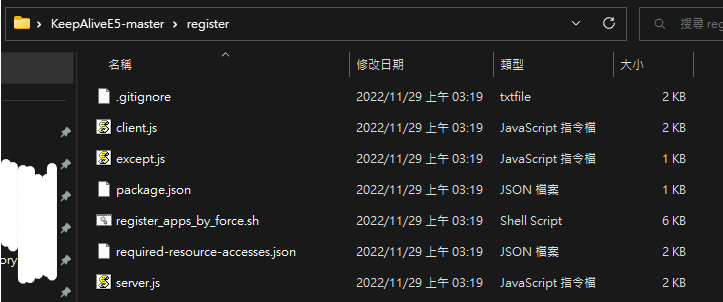 KeepAliveE5-master > register 搜尋 reg
名稱 修改日期 類型 大小
.gitignore 2022/11/29 上午 03:19 txtfile 2 KB
client.js 2022/11/29 上午 03:19 JavaScript 指令檔 2 KB
except.js 2022/11/29 上午 03:19 JavaScript 指令檔 1 KB
package.json 2022/11/29 上午 03:19 JSON 檔案 1 KB
register_apps_by_force.sh 2022/11/29 上午 03:19 Shell Script 6 KB
required-resource-accesses.json 2022/11/29 上午 03:19 JSON 檔案 2 KB
ory
server.js 2022/11/29 上午 03:19 JavaScript 指令檔 2 KB